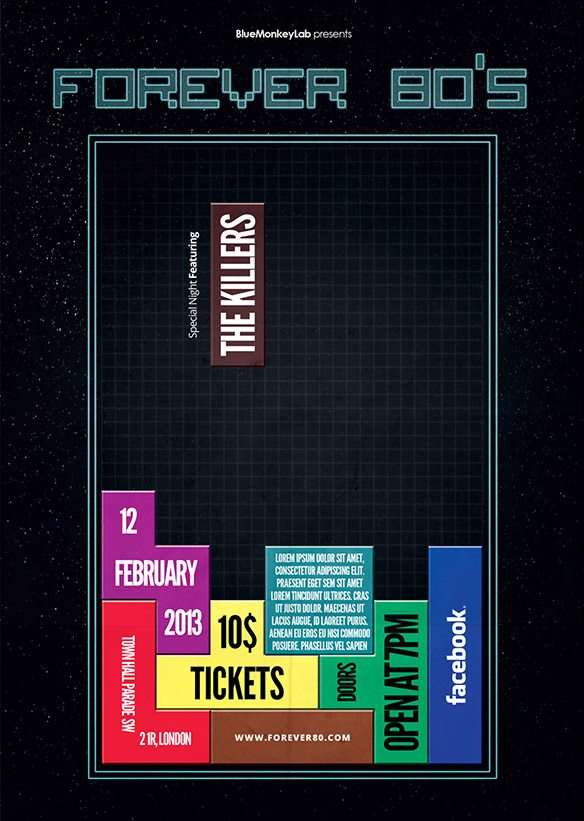 BlueMonkeyLab presents
FOREVER 80'S
Special Night Featuring
THE KILLERS
12
FEBRUARY
2013
LOREM IPSUM DOLOR SIT AMET,
CONSECTETUR ADIPISCING ELIT.
PRAESENT EGET SEM SIT AMET
LOREM TINCIDUNT ULTRICES. CRAS
UT JUSTO DOLOR. MAECENAS UT
LACUS AUGUE, ID LAOREET PURUS.
AENEAN EU EROS EU NISI COMMODO
POSUERE. PHASELLUS VEL SAPIEN
10$
TICKETS
TOWN HALL PARADE SW
2 1R, LONDON
DOORS
OPEN AT 7PM
facebook
WWW.FOREVER80.COM